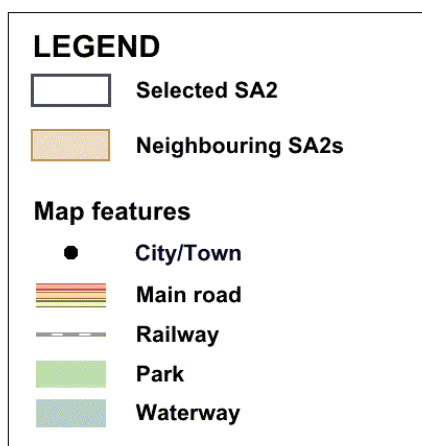 LEGEND
Selected SA2
Neighbouring SA2s
Map features
City/Town
Main road
Railway
Park
Waterway